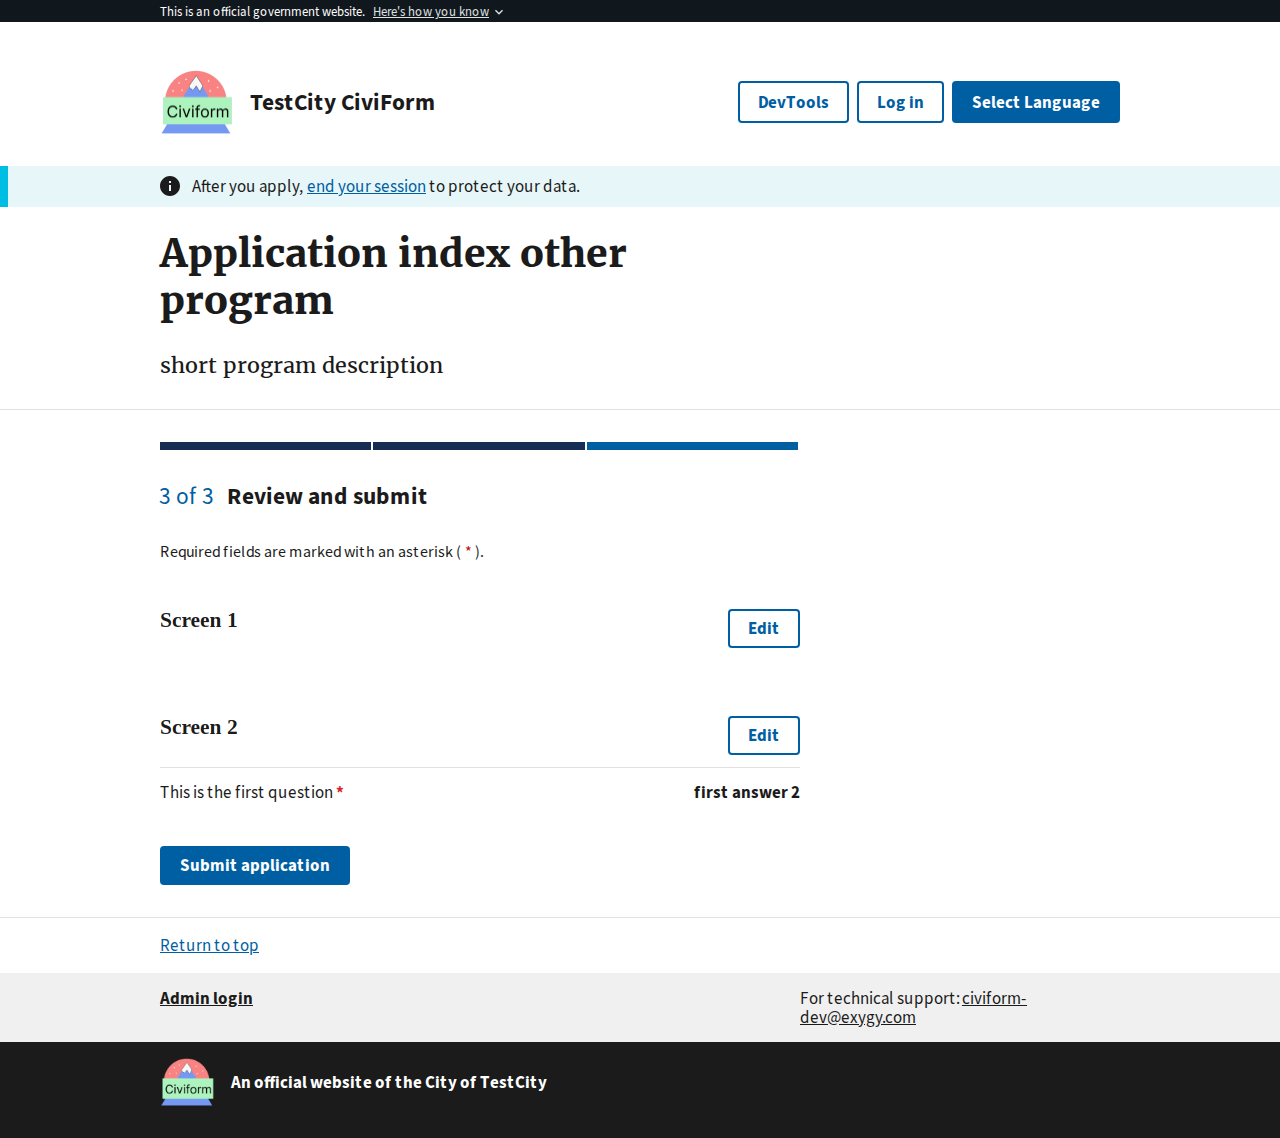 This is an official government website. Here's how you know
Civiform
TestCity CiviForm
DevTools
Log in
Select Language
After you apply, end your session to protect your data.
Application index other
program
short program description
3 of 3 Review and submit
Required fields are marked with an asterisk ( * ).
Screen 1
Edit
Screen 2
Edit
This is the first question *
first answer 2
Submit application
Return to top
Admin login
For technical support: civiform-
dev@exygy.com
Civiform
An official website of the City of TestCity